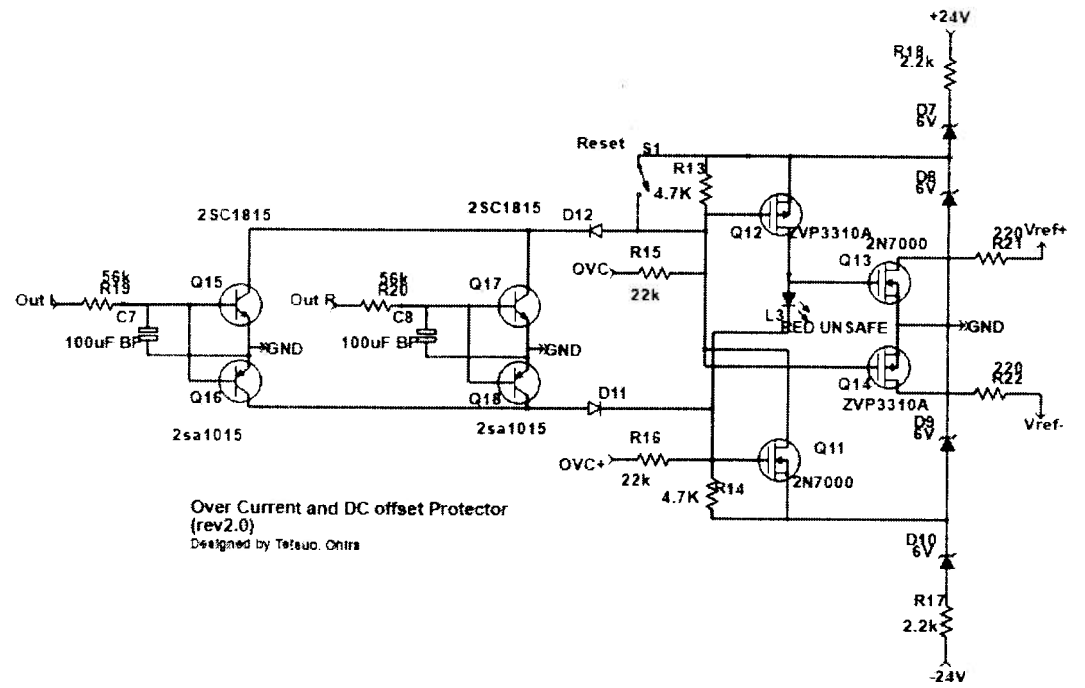 +24V
R18
2.2k
D7
6V
Reset
S1
R13
4.7K
D8
6V
2SC1815
2SC1815
D12
Q12
ZVP3310A
2N7000
220
Vref+
R21
R15
OVC
22k
Q13
56k
R19
Out L
Q15
C7
100uF BP
56k
R20
Out R
Q17
C8
100uF BP
L3
RED UNSAFE
GND
GND
GND
Q16
Q18
D11
Q14
ZVP3310A
220
R22
Vref-
2sa1015
2sa1015
R16
OVC+
22k
Q11
2N7000
D9
6V
4.7K
R14
Over Current and DC offset Protector
(rev2.0)
Designed by Tetsuo. Ohira
D10
6V
R17
2.2k
-24V